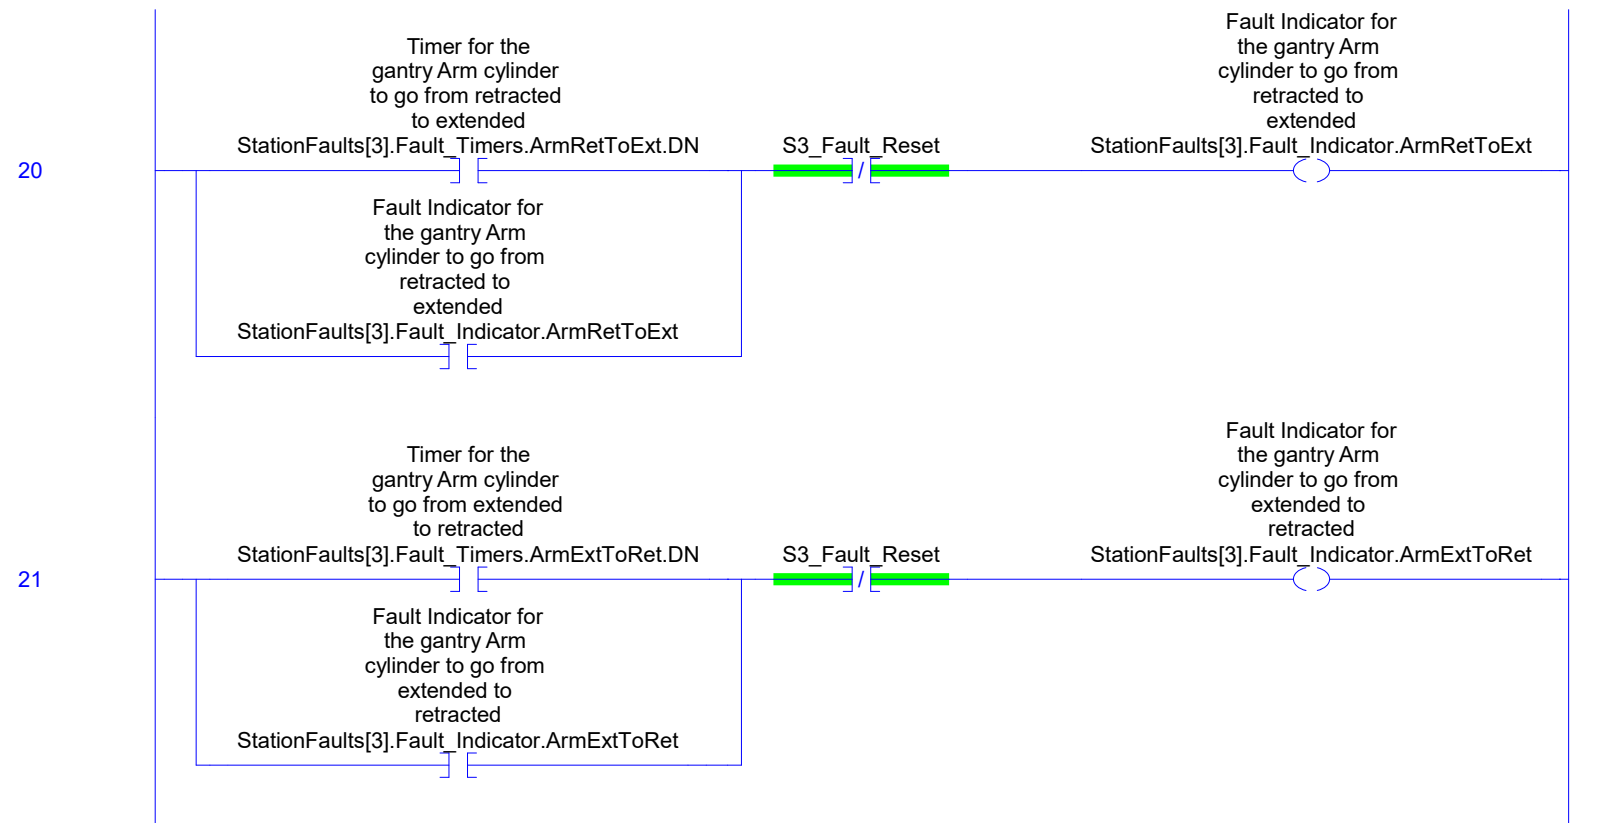 Timer for the
gantry Arm cylinder
to go from retracted
to extended
StationFaults[3].Fault_Timers.ArmRetToExt.DN
S3_Fault_Reset
Fault Indicator for
the gantry Arm
cylinder to go from
retracted to
extended
StationFaults[3].Fault_Indicator.ArmRetToExt
20
/
Fault Indicator for
the gantry Arm
cylinder to go from
retracted to
extended
StationFaults[3].Fault_Indicator.ArmRetToExt
Timer for the
gantry Arm cylinder
to go from extended
to retracted
StationFaults[3].Fault_Timers.ArmExtToRet.DN
S3_Fault_Reset
Fault Indicator for
the gantry Arm
cylinder to go from
extended to
retracted
StationFaults[3].Fault_Indicator.ArmExtToRet
21
/
Fault Indicator for
the gantry Arm
cylinder to go from
extended to
retracted
StationFaults[3].Fault_Indicator.ArmExtToRet